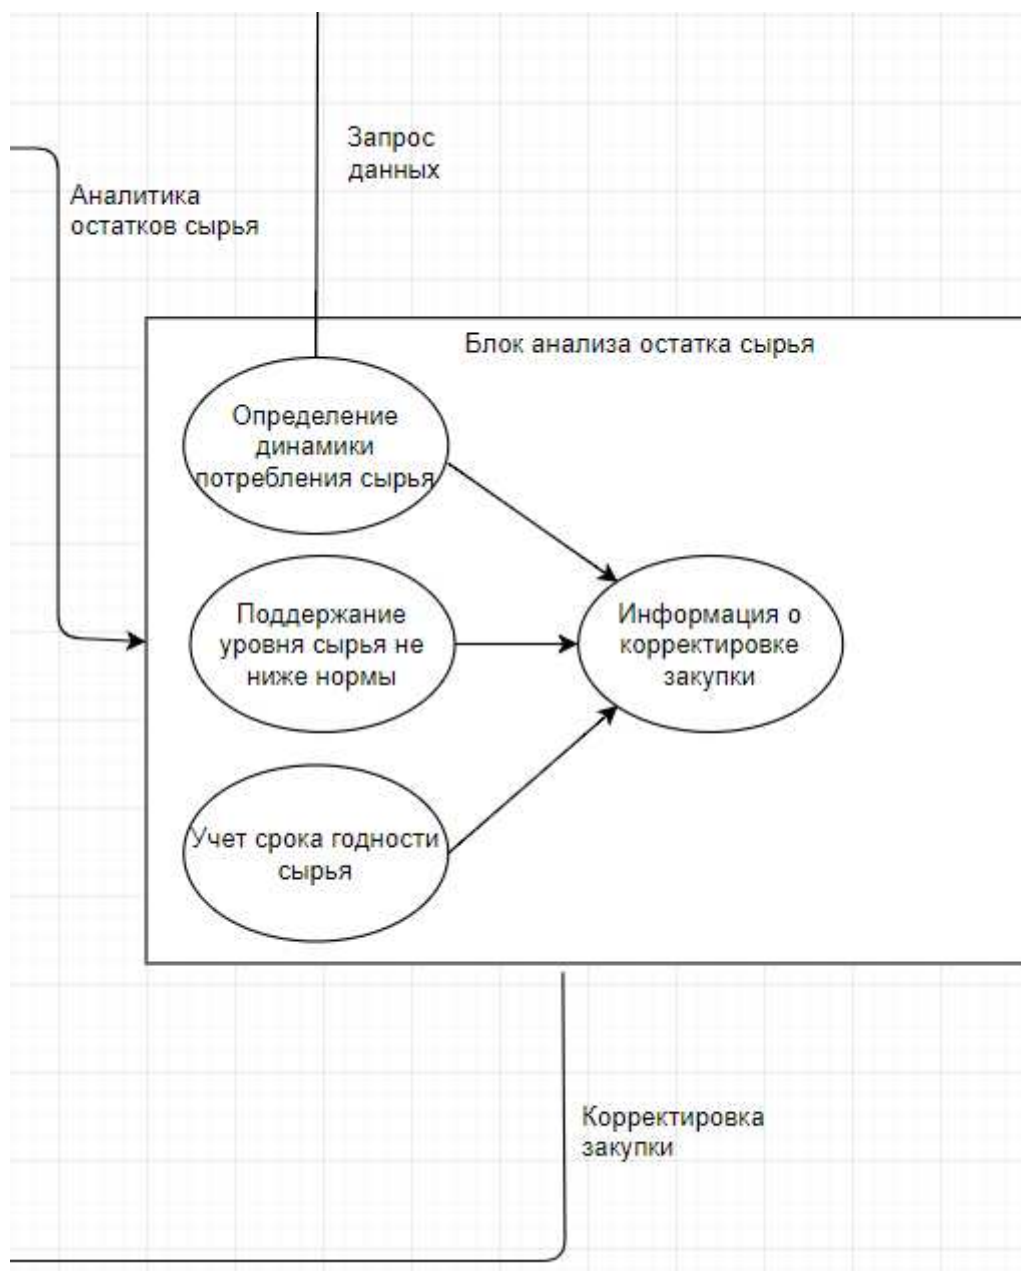 Запрос
данных
Аналитика
остатков сырья
Блок анализа остатка сырья
Определение
динамики
потребления сырья
Поддержание
уровня сырья не
ниже нормы
Информация о
корректировке
закупки
Учет срока годности
сырья
Корректировка
закупки